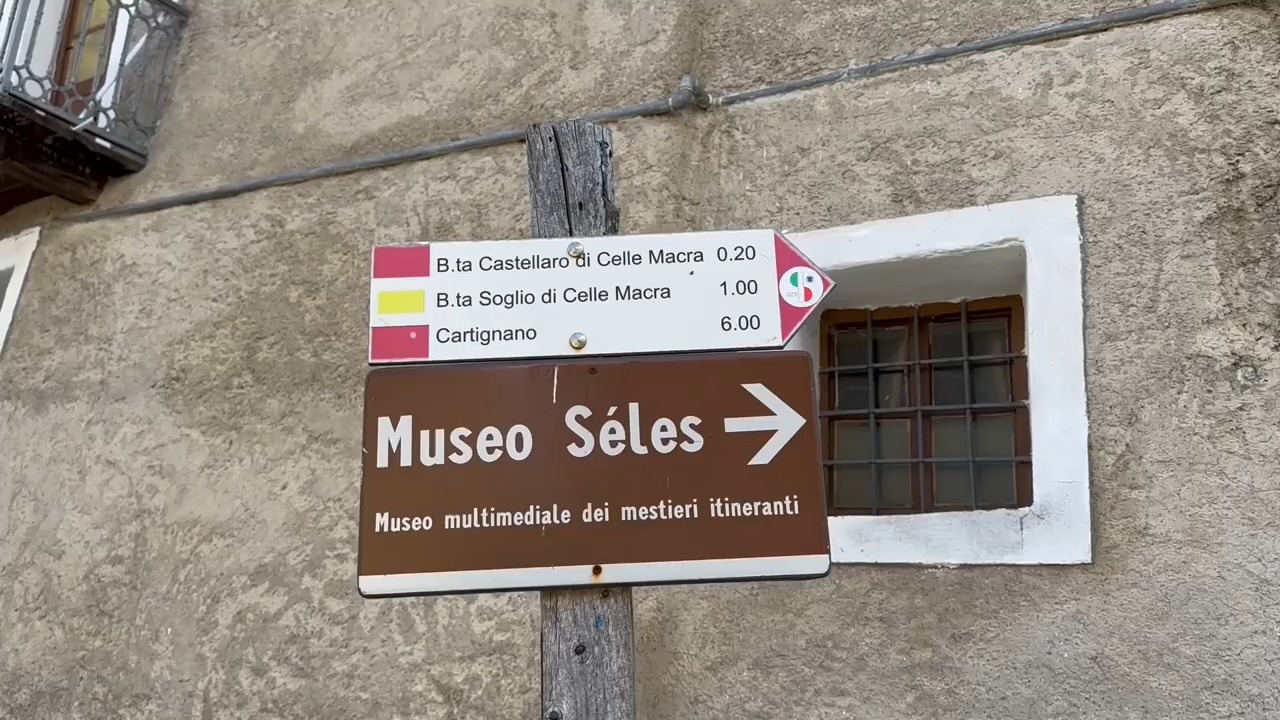 B.ta Castellaro di Celle Macra 0.20
B.ta Soglio di Celle Macra 1.00
Cartignano 6.00
Museo Séles
Museo multimediale dei mestieri itineranti